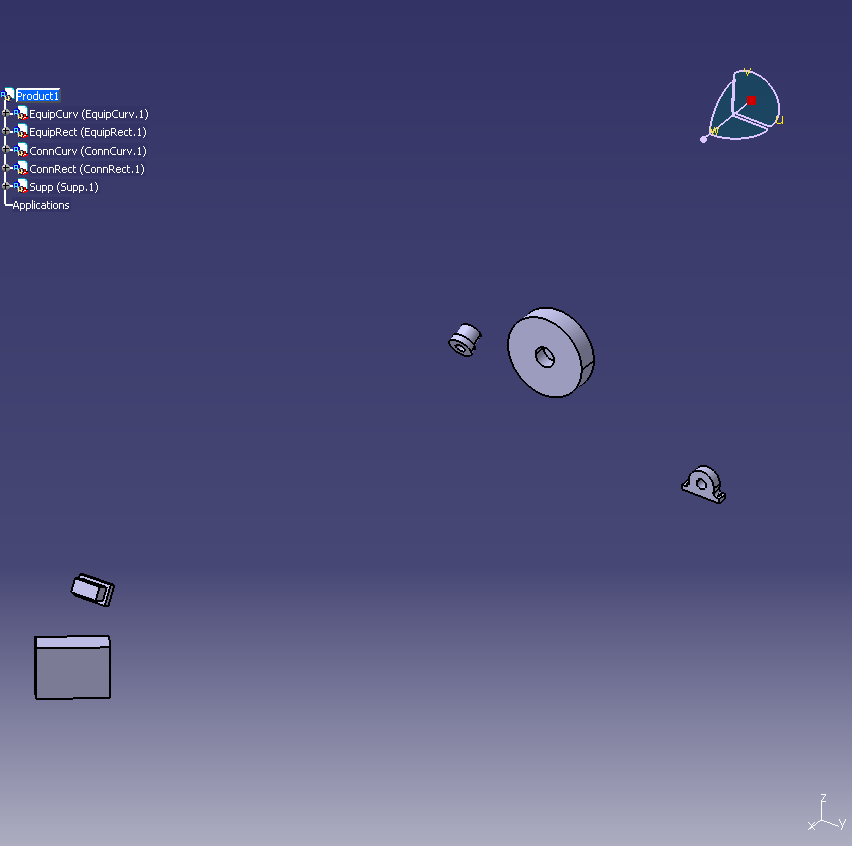 Product1
EquipCurv (EquipCurv.1)
EquipRect (EquipRect.1)
ConnCurv (ConnCurv.1)
ConnRect (ConnRect.1)
Supp (Supp.1)
Applications
v
u
w
z
x y